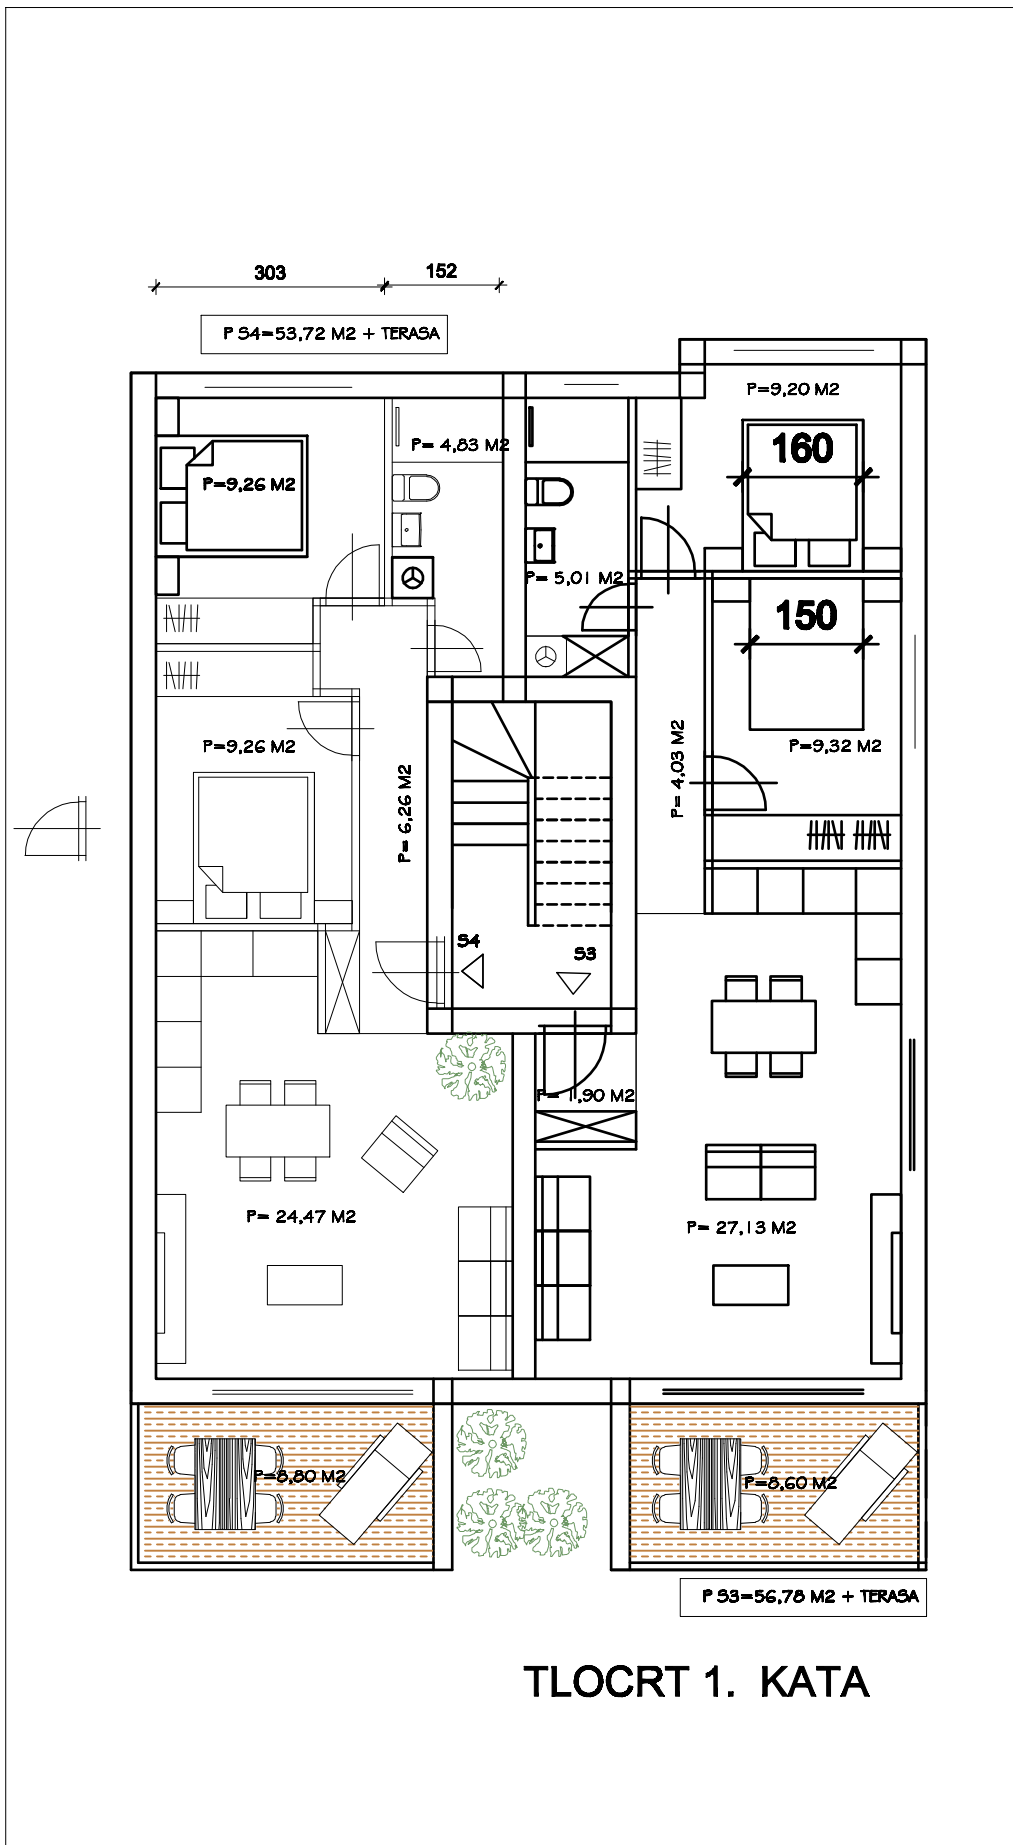 303
152
P S4=53,72 M2 + TERASA
P=9,20 M2
P= 4,83 M2
160
P=9,26 M2
P= 5,01 M2
150
P=9,26 M2
P=9,32 M2
P= 4,03 M2
P= 6,26 M2
S4
S3
P= 1,90 M2
P= 24,47 M2
P= 27,13 M2
P=8,80 M2
P=8,60 M2
P S3=56,78 M2 + TERASA
TLOCRT 1. KATA